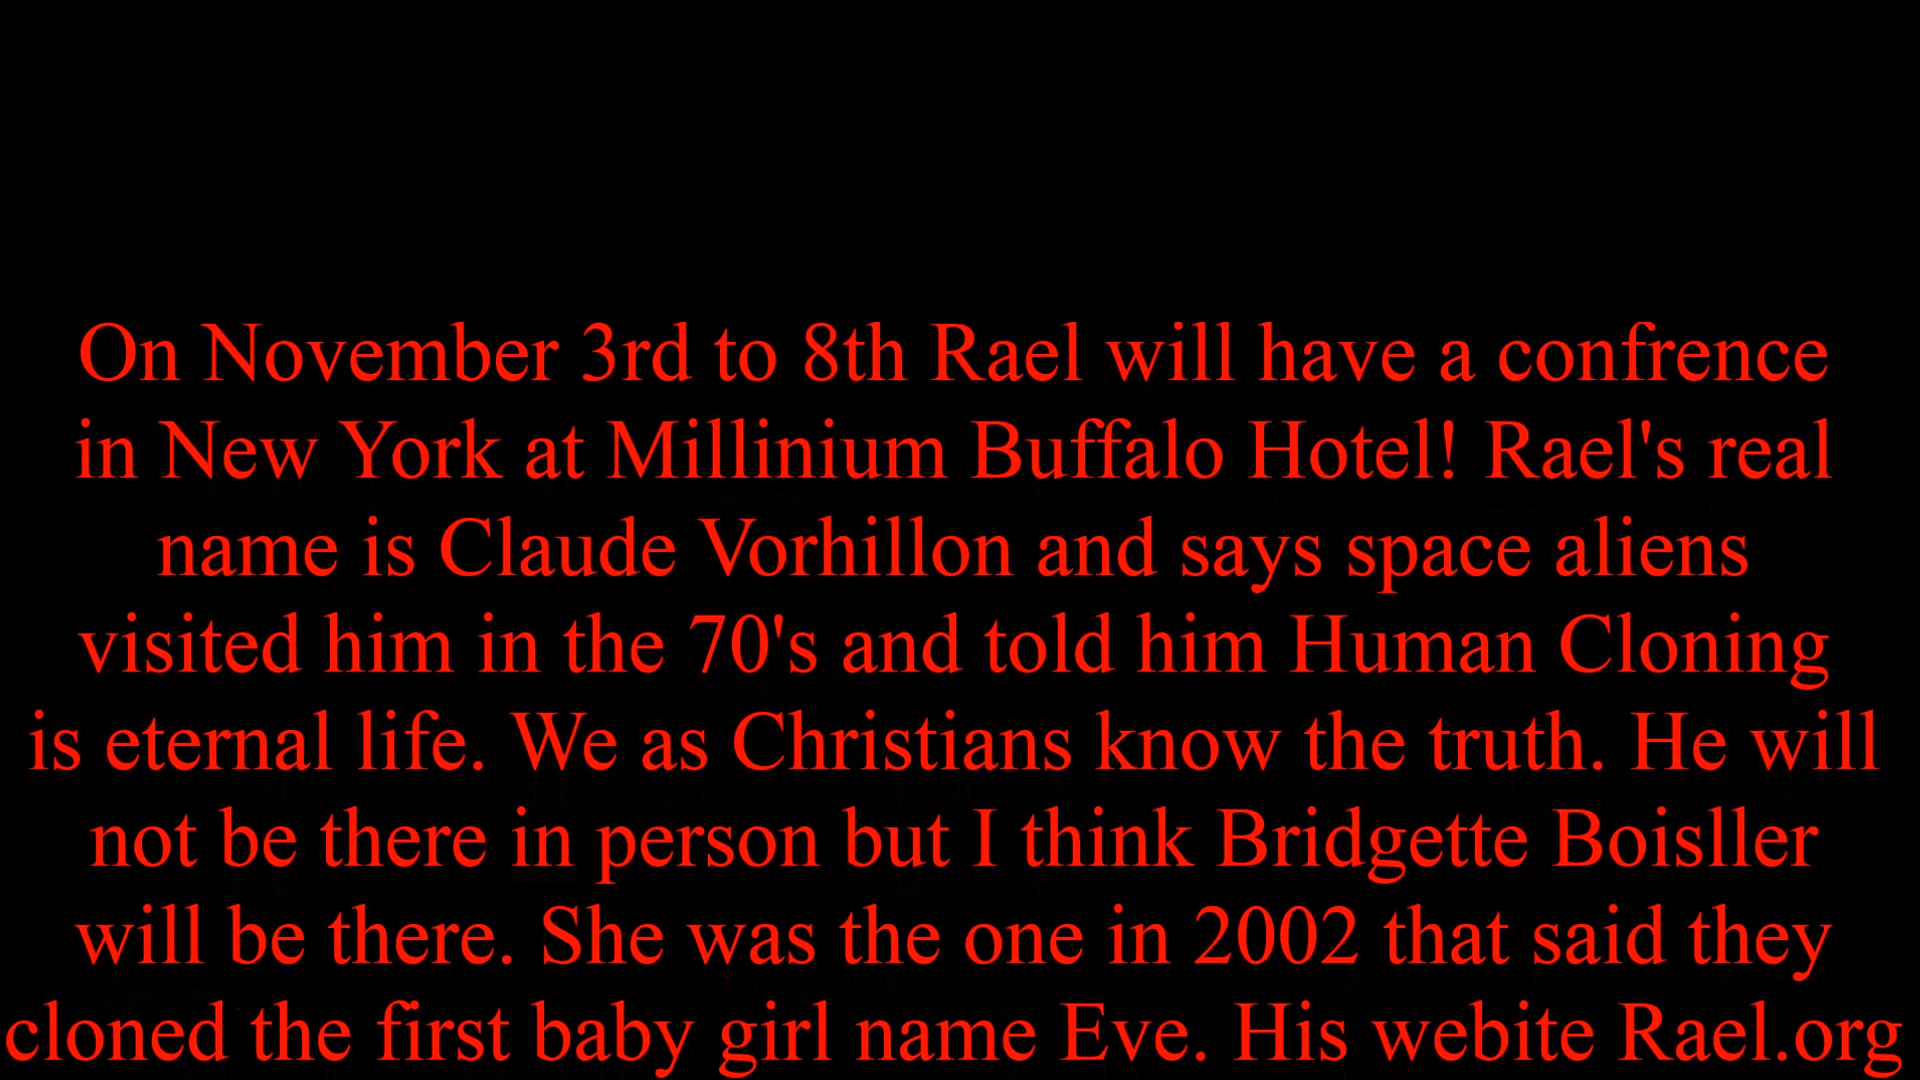 On November 3rd to 8th Rael will have a confrence
in New York at Millinium Buffalo Hotel! Rael's real
name is Claude Vorhillon and says space aliens
visited him in the 70's and told him Human Cloning
is eternal life. We as Christians know the truth. He will
not be there in person but I think Bridgette Boisller
will be there. She was the one in 2002 that said they
cloned the first baby girl name Eve. His webite Rael.org